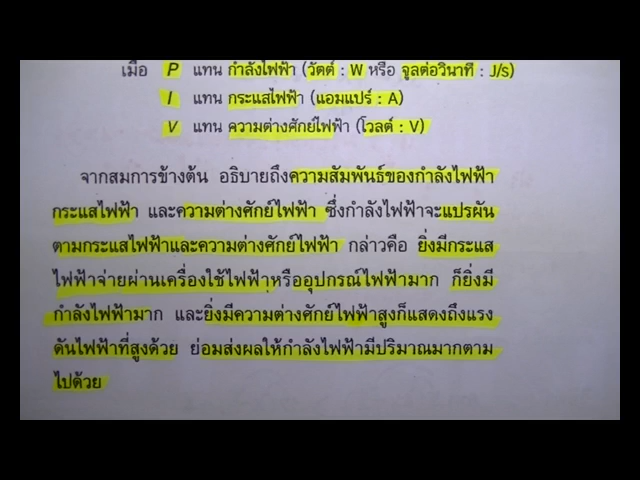 เมื่อ P แทน กำลังไฟฟ้า (วัตต์ : W หรือ จูลต่อวินาที : J/s)
I แทน กระแสไฟฟ้า (แอมแปร์ : A)
V แทน ความต่างศักย์ไฟฟ้า (โวลต์ : V)
จากสมการข้างต้น อธิบายถึงความสัมพันธ์ของกำลังไฟฟ้า
กระแสไฟฟ้า และความต่างศักย์ไฟฟ้า ซึ่งกำลังไฟฟ้าจะแปรผัน
ตามกระแสไฟฟ้าและความต่างศักย์ไฟฟ้า กล่าวคือ ยิ่งมีกระแส
ไฟฟ้าจ่ายผ่านเครื่องใช้ไฟฟ้าหรืออุปกรณ์ไฟฟ้ามาก ก็ยิ่งมี
กำลังไฟฟ้ามาก และยิ่งมีความต่างศักย์ไฟฟ้าสูงก็แสดงถึงแรง
ดันไฟฟ้าที่สูงด้วย ย่อมส่งผลให้กำลังไฟฟ้ามีปริมาณมากตาม
ไปด้วย